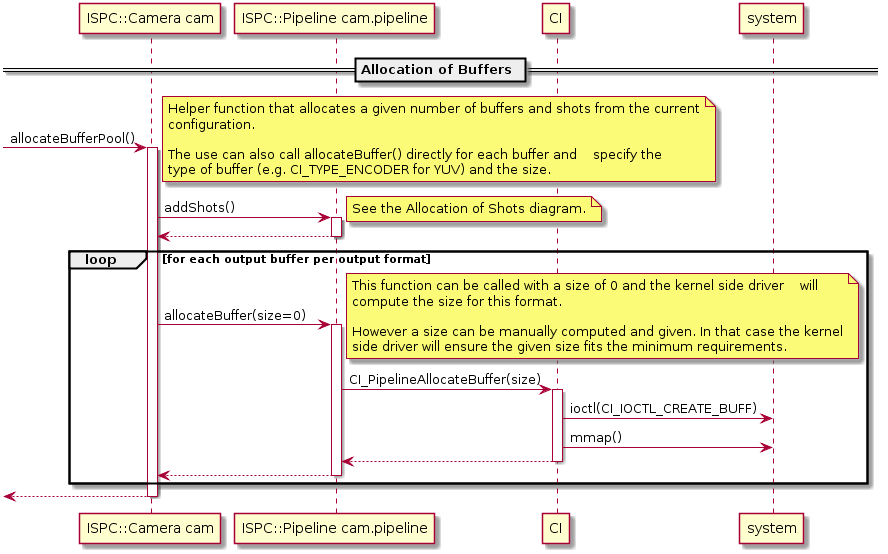 ISPC::Camera cam
ISPC::Pipeline cam.pipeline
CI
system
Allocation of Buffers
Helper function that allocates a given number of buffers and shots from the current
configuration.
allocateBufferPool()
The use can also call allocateBuffer() directly for each buffer and    specify the
type of buffer (e.g. CI_TYPE_ENCODER for YUV) and the size.
addShots()
See the Allocation of Shots diagram.
loop
[for each output buffer per output format]
This function can be called with a size of 0 and the kernel side driver    will
compute the size for this format.
allocateBuffer(size=0)
However a size can be manually computed and given. In that case the kernel
side driver will ensure the given size fits the minimum requirements.
CI_PipelineAllocateBuffer(size)
ioctl(CI_IOCTL_CREATE_BUFF)
mmap()
ISPC::Camera cam
ISPC::Pipeline cam.pipeline
CI
system